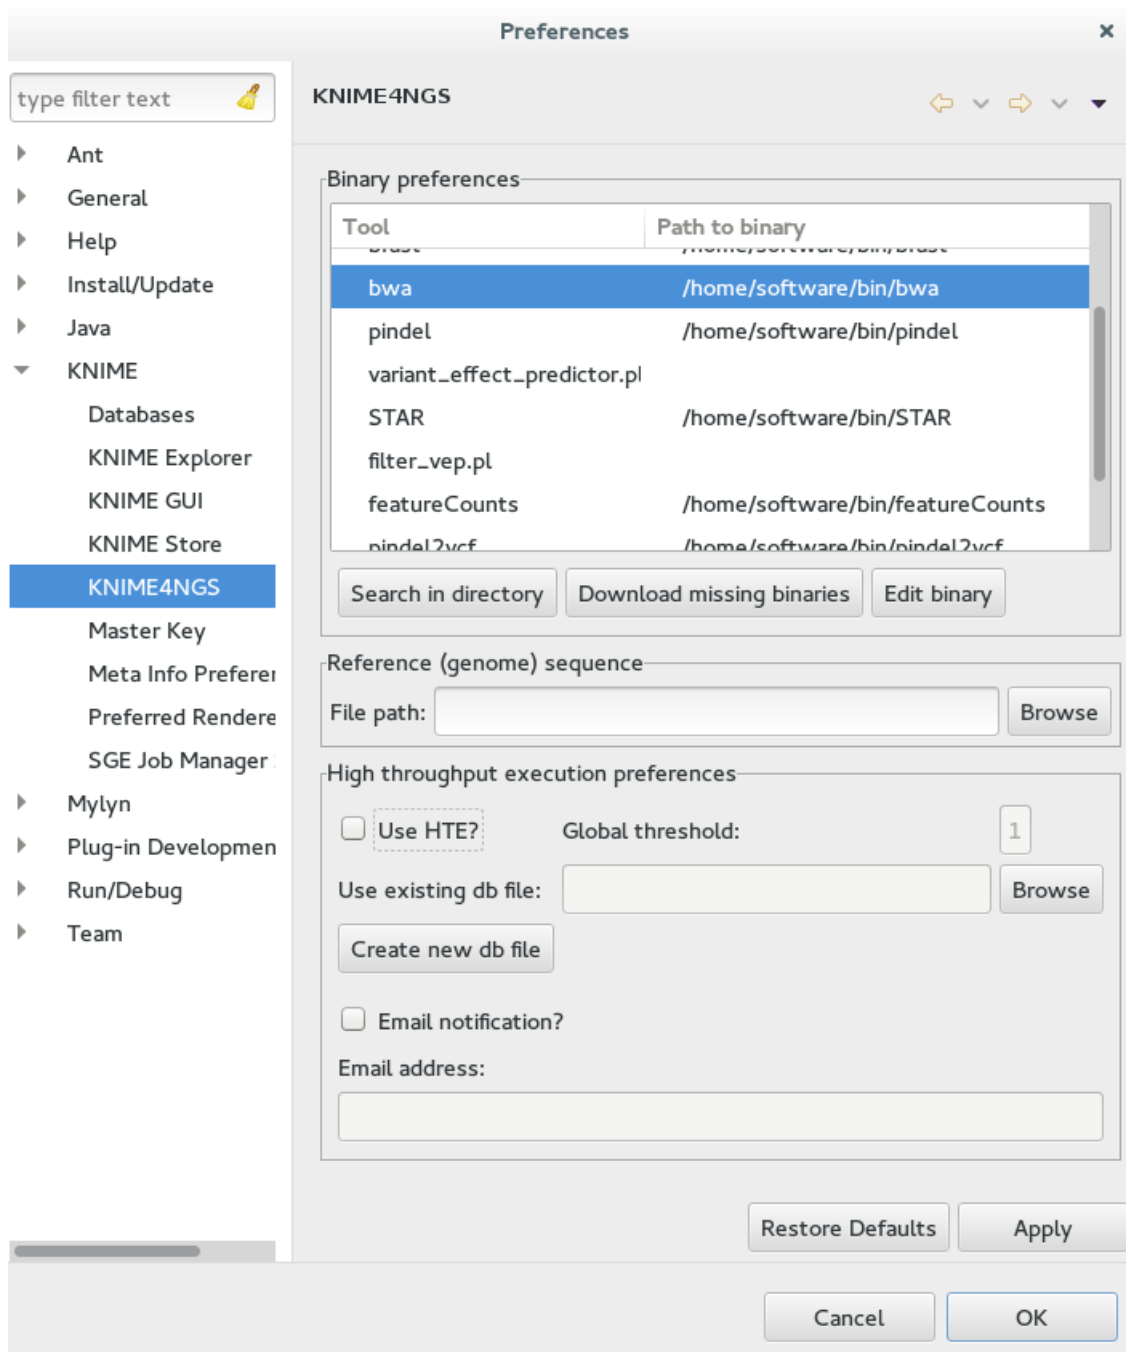 Preferences
type filter text
Ant
General
Help
Install/Update
Java
KNIME
Databases
KNIME Explorer
KNIME GUI
KNIME Store
KNIME4NGS
Master Key
Meta Info Preferer
Preferred Rendere
SGE Job Manager
Mylyn
Plug-in Developmen
Run/Debug
Team
KNIME4NGS
Binary preferences
Tool Path to binary
bwa /home/software/bin/bwa
pindel /home/software/bin/pindel
variant_effect_predictor.pl
STAR /home/software/bin/STAR
filter_vep.pl
featureCounts /home/software/bin/featureCounts
pindel2vcf /home/software/bin/pindel2vcf
Search in directory Download missing binaries Edit binary
Reference (genome) sequence
File path: Browse
High throughput execution preferences
Use HTE? Global threshold: 1
Use existing db file: Browse
Create new db file
Email notification?
Email address:
Restore Defaults Apply
Cancel OK